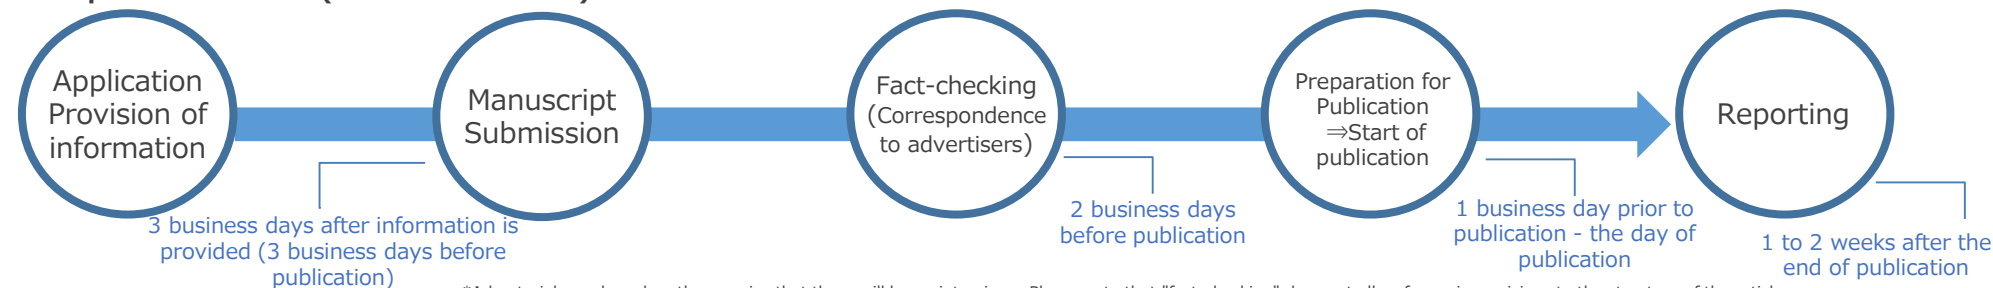 Application
Provision of
information
Manuscript
Submission
Fact-checking
(Correspondence
to advertisers)
Preparation for
Publication
⇒Start of
publication
Reporting
3 business days after information is
provided (3 business days before
publication)
2 business days
before publication
1 business day prior to
publication - the day of
publication
1 to 2 weeks after the
end of publication